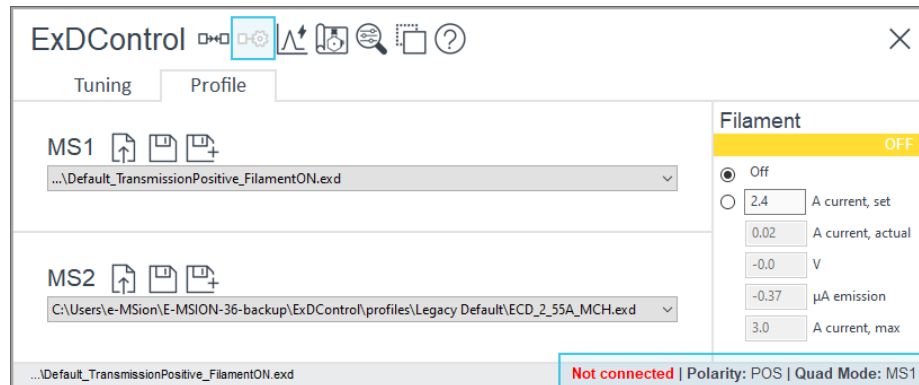 ExDControl
Tuning Profile
MS1
...\Default_TransmissionPositive_FilamentON.exd
MS2
C:\Users\e-MSion\E-MSION-36-backup\ExDControl\profiles\Legacy Default\ECD_2_55A_MCH.exd
Filament
OFF
Off
2.4 A current, set
0.02 A current, actual
-0.0 V
-0.37 µA emission
3.0 A current, max
...\Default_TransmissionPositive_FilamentON.exd
Not connected | Polarity: POS | Quad Mode: MS1